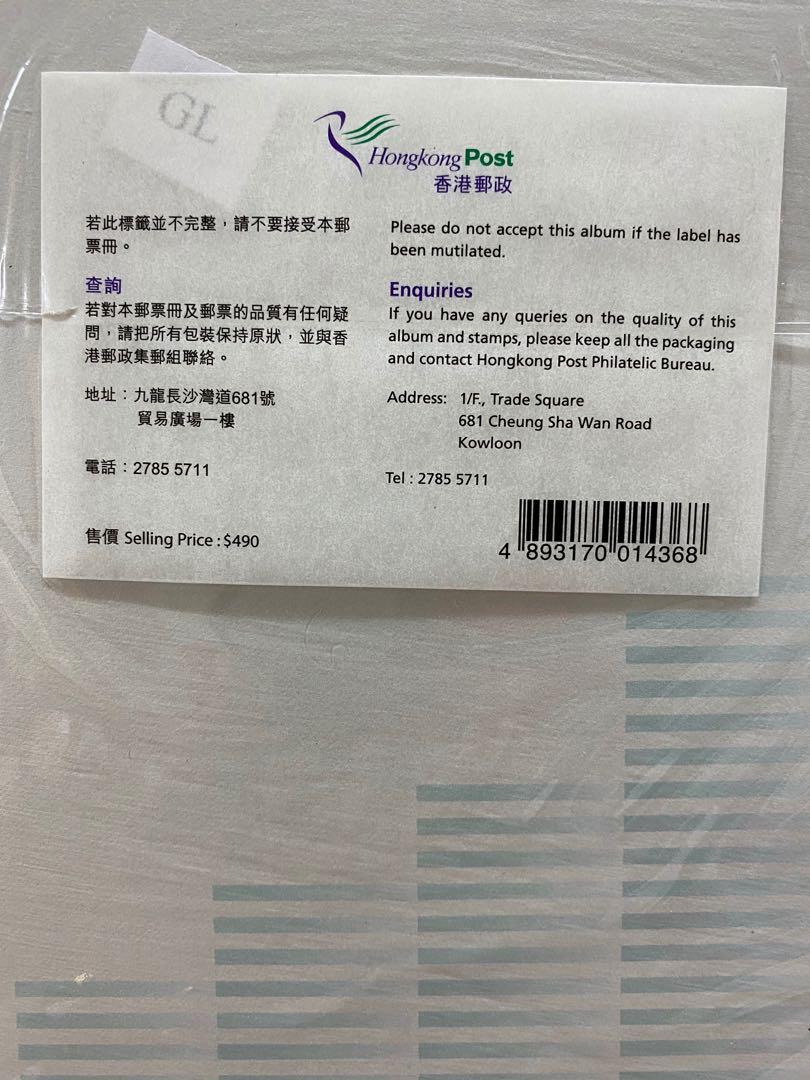 GL
Hongkong Post
香港郵政
若此標籤並不完整，請不要接受本郵
票冊。
查詢
若對本郵票冊及郵票的品質有任何疑
問，請把所有包裝保持原狀，並與香
港郵政集郵組聯絡。
地址：九龍長沙灣道681號
貿易廣場一樓
電話：2785 5711
售價 Selling Price : $490
Please do not accept this album if the label has
been mutilated.
Enquiries
If you have any queries on the quality of this
album and stamps, please keep all the packaging
and contact Hongkong Post Philatelic Bureau.
Address: 1/F., Trade Square
681 Cheung Sha Wan Road
Kowloon
Tel : 2785 5711
4 893170 014368